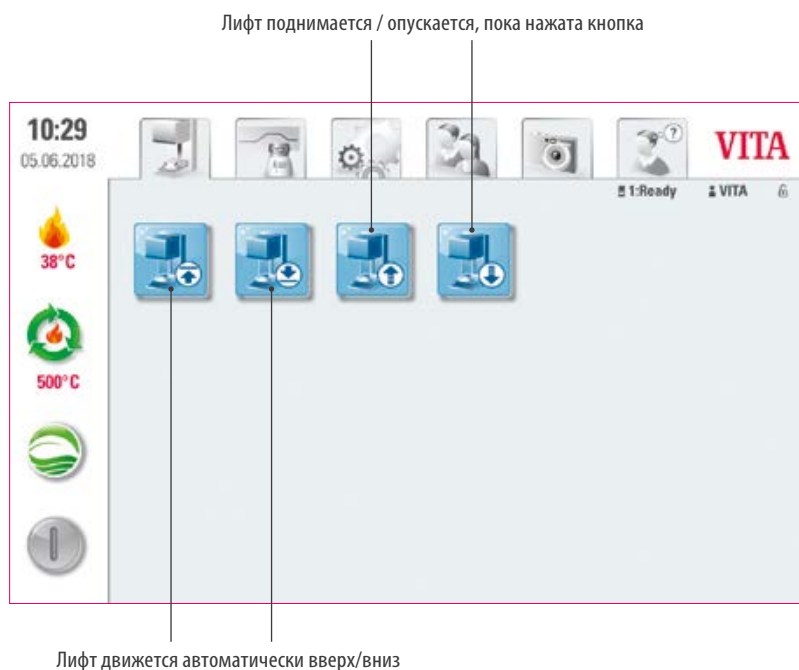 Лифт поднимается / опускается, пока нажата кнопка
10:29
05.06.2018
?
VITA
1:Ready
VITA
38°C
500°C
Лифт движется автоматически вверх/вниз